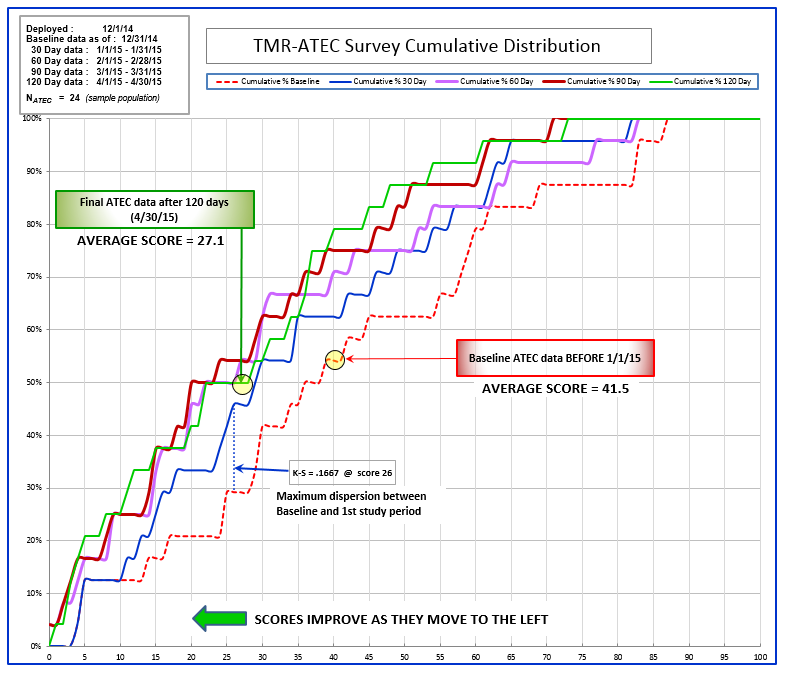 Deployed : 12/1/14
Baseline data as of : 12/31/14
30 Day data : 1/1/15 - 1/31/15
60 Day data : 2/1/15 - 2/28/15
90 Day data : 3/1/15 - 3/31/15
120 Day data : 4/1/15 - 4/30/15
NATEC = 24 (sample population)
TMR-ATEC Survey Cumulative Distribution
Cumulative % Baseline Cumulative % 30 Day Cumulative % 60 Day Cumulative % 90 Day Cumulative % 120 Day
100%
90%
80%
70%
60%
50%
40%
30%
20%
10%
0%
Final ATEC data after 120 days
(4/30/15)
AVERAGE SCORE = 27.1
Baseline ATEC data BEFORE 1/1/15
AVERAGE SCORE = 41.5
K-S = .1667 @ score 26
Maximum dispersion between
Baseline and 1st study period
SCORES IMPROVE AS THEY MOVE TO THE LEFT
0 5 10 15 20 25 30 35 40 45 50 55 60 65 70 75 80 85 90 95 100